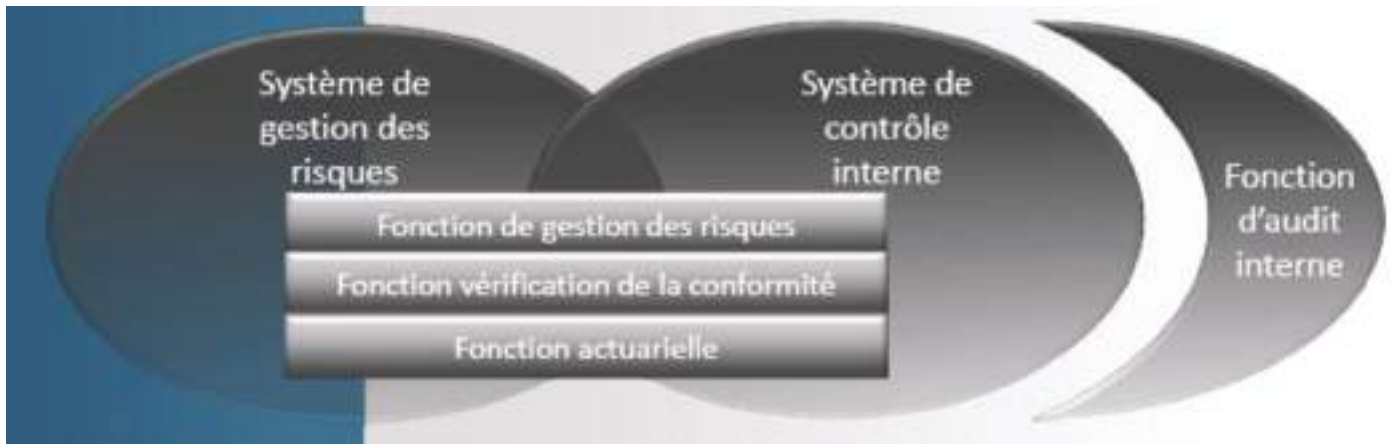 Système de
gestion des
risques
Système de
contrôle
interne
Fonction
d'audit
interne
Fonction de gestion des risques
Fonction vérification de la conformité
Fonction actuarielle